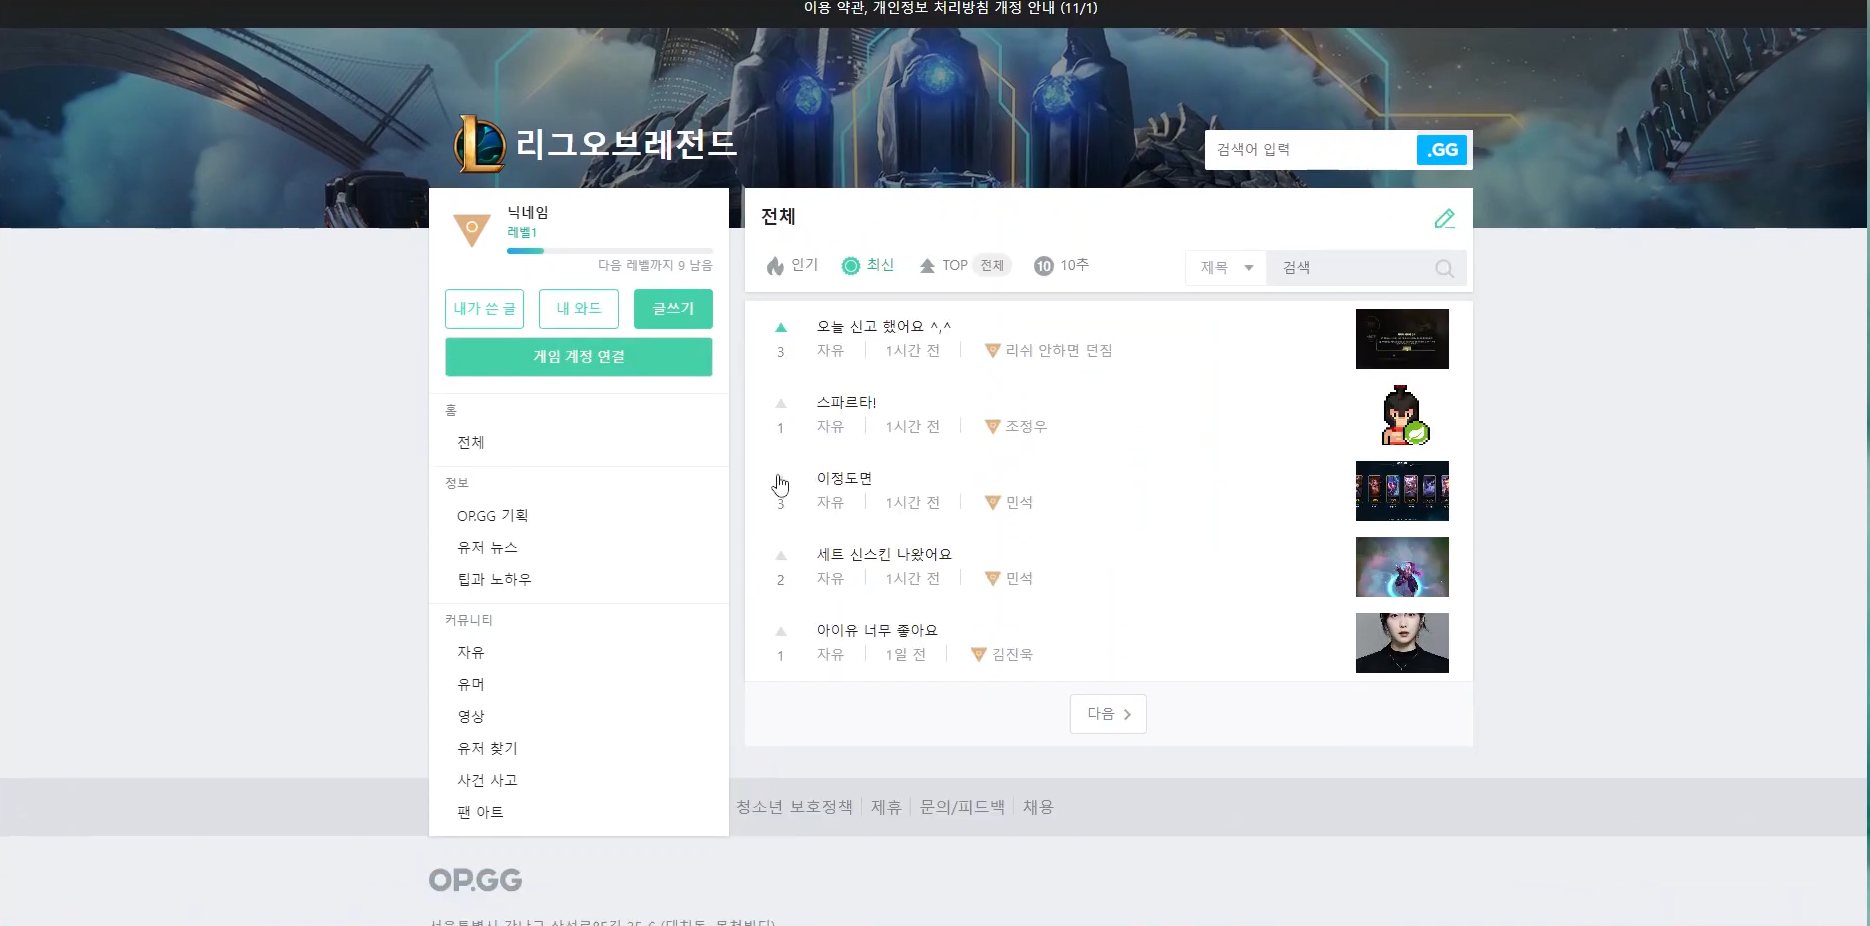 이용 약관, 개인정보 처리방침 개정 안내 (11/1)
리그오브레전드
검색어 입력
.GG
닉네임
레벨1
다음 레벨까지 9 남음
내가 쓴 글
내 와드
글쓰기
게임 계정 연결
홈
전체
정보
OP.GG 기획
유저 뉴스
팁과 노하우
커뮤니티
자유
유머
영상
유저 찾기
사건 사고
팬 아트
전체
인기
최신
TOP 전체
10 10추
제목
검색
오늘 신고 했어요 ^,^
3 자유 1시간 전 리쉬 안하면 던짐
스파르타!
1 자유 1시간 전 조정우
이정도면
3 자유 1시간 전 민석
세트 신스킨 나왔어요
2 자유 1시간 전 민석
아이유 너무 좋아요
1 자유 1일 전 김진욱
다음
청소년 보호정책 제휴 문의/피드백 채용
OP.GG